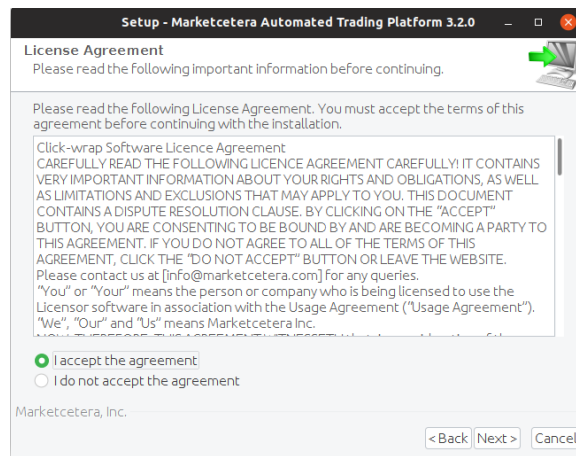 Setup - Marketcetera Automated Trading Platform 3.2.0
License Agreement
Please read the following important information before continuing.
Please read the following License Agreement. You must accept the terms of this
agreement before continuing with the installation.
Click-wrap Software Licence Agreement
CAREFULLY READ THE FOLLOWING LICENCE AGREEMENT CAREFULLY! IT CONTAINS
VERY IMPORTANT INFORMATION ABOUT YOUR RIGHTS AND OBLIGATIONS, AS WELL
AS LIMITATIONS AND EXCLUSIONS THAT MAY APPLY TO YOU. THIS DOCUMENT
CONTAINS A DISPUTE RESOLUTION CLAUSE. BY CLICKING ON THE "ACCEPT"
BUTTON, YOU ARE CONSENTING TO BE BOUND BY AND ARE BECOMING A PARTY TO
THIS AGREEMENT. IF YOU DO NOT AGREE TO ALL OF THE TERMS OF THIS
AGREEMENT, CLICK THE "DO NOT ACCEPT" BUTTON OR LEAVE THE WEBSITE.
Please contact us at [info@marketcetera.com] for any queries.
"You" or "Your" means the person or company who is being licensed to use the
Licensor software in association with the Usage Agreement ("Usage Agreement").
"We", "Our" and "Us" means Marketcetera Inc.
I accept the agreement
I do not accept the agreement
Marketcetera, Inc.
< Back Next > Cancel